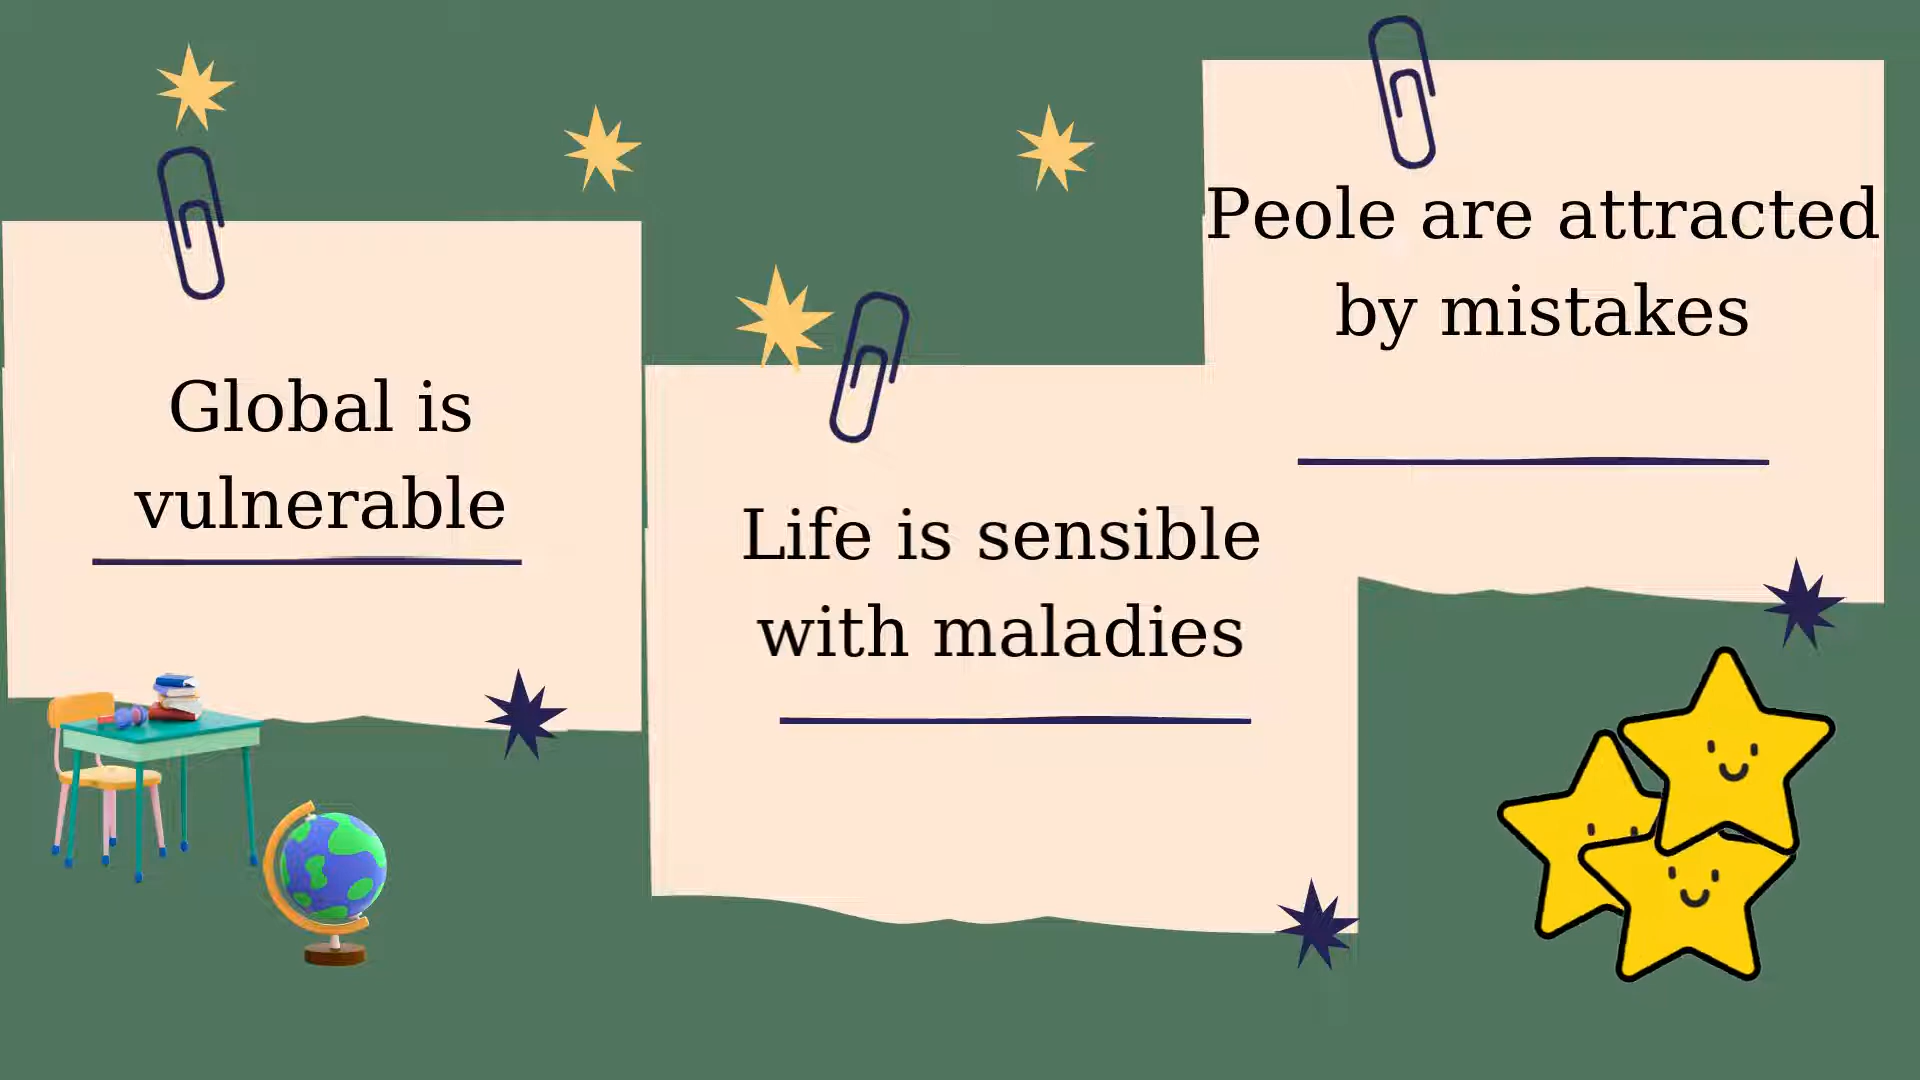 Global is
vulnerable
Life is sensible
with maladies
Peole are attracted
by mistakes